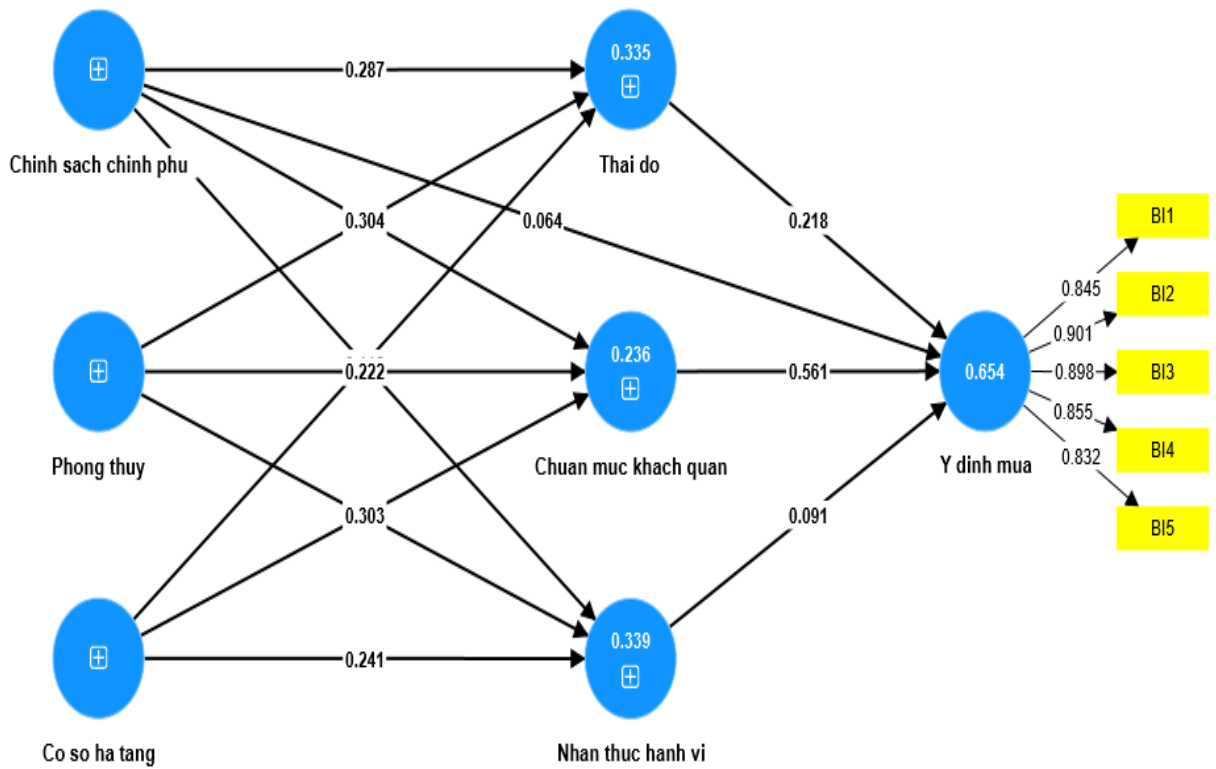 0.335
0.287
Chinh sach chinh phu
Thai do
0.304
0.064
0.218
BI1
0.845
BI2
0.901
0.236
0.222
0.561
0.654
0.898
BI3
0.855
BI4
Phong thuy
Chuan muc khach quan
Y dinh mua
0.832
0.303
0.091
BI5
0.339
0.241
Co so ha tang
Nhan thuc hanh vi